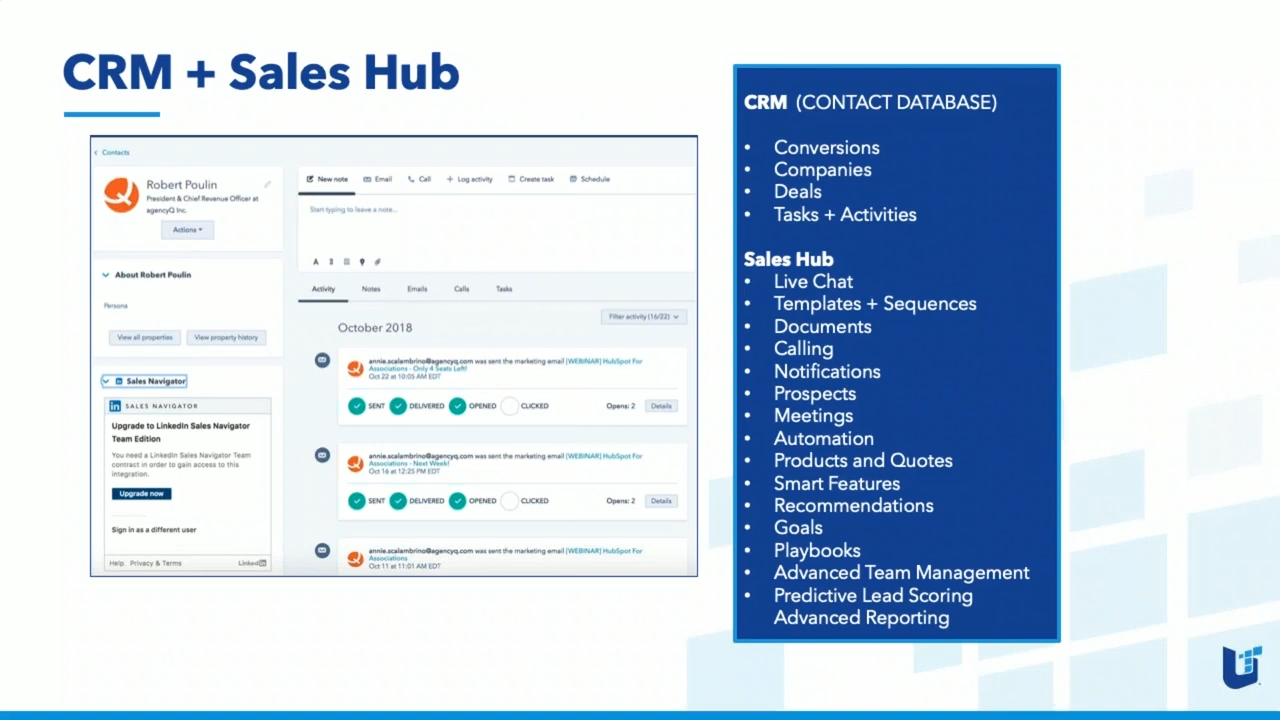 CRM + Sales Hub
Contacts
Robert Poulin
President & Chief Revenue Officer at
agencyQ Inc.
Actions
About Robert Poulin
Persona
View all properties
View property history
Sales Navigator
SALES NAVIGATOR
Upgrade to LinkedIn Sales Navigator
Team Edition
You need a LinkedIn Sales Navigator Team
contract in order to gain access to this
integration.
Upgrade now
Sign in as a different user
Help Privacy & Terms
LinkedIn
New note
Email
Call
Log activity
Create task
Schedule
Start typing to leave a note...
Activity
Notes
Emails
Calls
Tasks
Filter activity (16/22)
October 2018
annie.scalambrino@agencyq.com was sent the marketing email [WEBINAR] HubSpot For
Associations - Only 4 Seats Left!
Oct 22 at 10:05 AM EDT
SENT DELIVERED OPENED CLICKED Opens: 2 Details
annie.scalambrino@agencyq.com was sent the marketing email [WEBINAR] HubSpot For
Associations - Next Week!
Oct 16 at 12:25 PM EDT
SENT DELIVERED OPENED CLICKED Opens: 2 Details
annie.scalambrino@agencyq.com was sent the marketing email [WEBINAR] HubSpot For
Associations
Oct 11 at 11:01 AM EDT
CRM (CONTACT DATABASE)
• Conversions
• Companies
• Deals
• Tasks + Activities
Sales Hub
• Live Chat
• Templates + Sequences
• Documents
• Calling
• Notifications
• Prospects
• Meetings
• Automation
• Products and Quotes
• Smart Features
• Recommendations
• Goals
• Playbooks
• Advanced Team Management
• Predictive Lead Scoring
Advanced Reporting